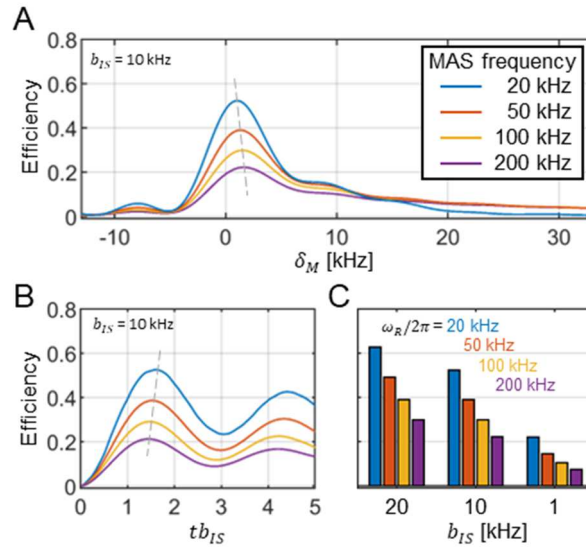 A
0.8
0.6
0.4
0.2
0
Efficiency
b_IS = 10 kHz
MAS frequency
20 kHz
50 kHz
100 kHz
200 kHz
-10 0 10 20 30
δ_M [kHz]
B
0.8
0.6
0.4
0.2
0
Efficiency
b_IS = 10 kHz
0 1 2 3 4 5
tb_IS
C
ω_R/2π = 20 kHz
50 kHz
100 kHz
200 kHz
20 10 1
b_IS [kHz]